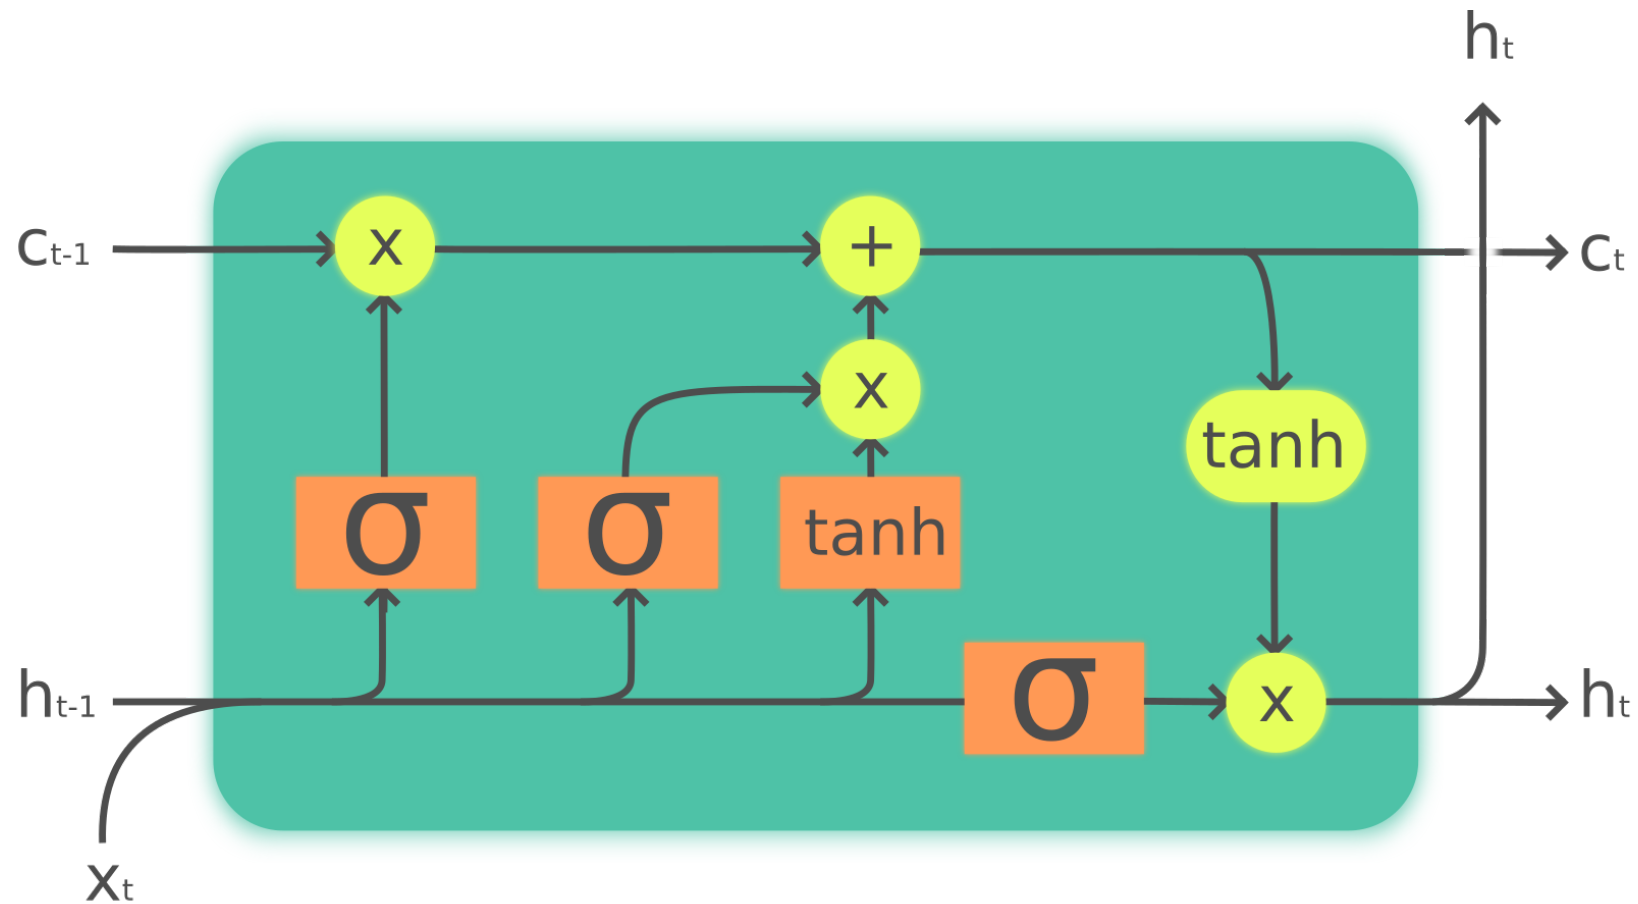 ht
ct-1 x + ct
x
tanh
σ σ tanh
ht-1 σ x ht
xt